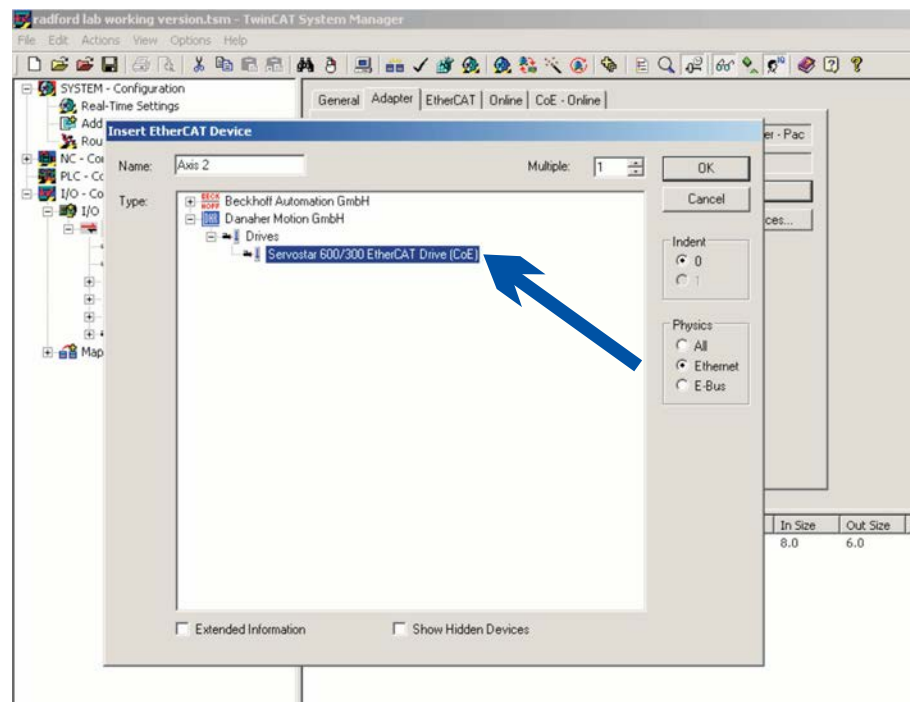 radford lab working version.tsm - TwinCAT System Manager
File Edit Actions View Options Help
SYSTEM - Configuration
Real-Time Settings
Add
Rou
NC - Co
PLC - Co
I/O - Co
I/O
Map
General Adapter EtherCAT Online CoE - Online
er - Pac
ces...
In Size Out Size
8.0 6.0
Insert EtherCAT Device
Name: Axis 2 Multiple: 1 OK
Cancel
Type:
BECK HOFF Beckhoff Automation GmbH
Danaher Motion GmbH
Drives
Servostar 600/300 EtherCAT Drive (CoE)
Indent
0
1
Physics
All
Ethernet
E-Bus
Extended Information Show Hidden Devices